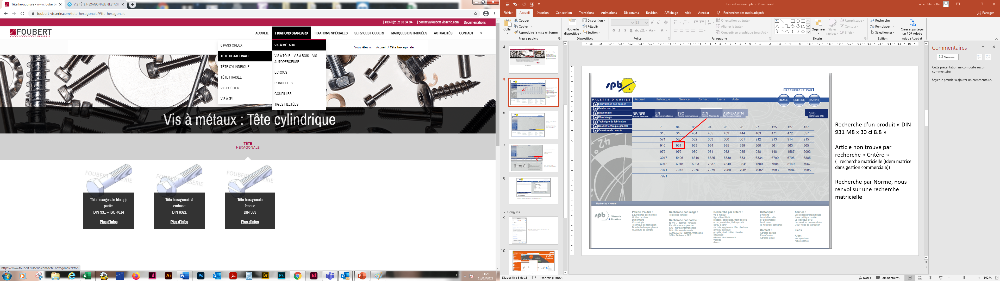 Tête hexagonale - www.foubert-
VIS TÊTE HEXAGONALE FILETAG
foubert-visserie.com/tete-hexagonale/#tte-hexagonale
| +33 (0)2 32 63 34 34 | contact@foubert-visserie.com Documentations
FOUBERT
VISSERIE
ACCUEIL FIXATIONS STANDARD FIXATIONS SPÉCIALES SERVICES FOUBERT MARQUES DISTRIBUÉES ACTUALITÉS CONTACT
6 PANS CREUX
TÊTE HEXAGONALE
TÊTE CYLINDRIQUE
TÊTE FRAISÉE
VIS POÊLIER
VIS À ŒIL
VIS À MÉTAUX
VIS À TÔLE – VIS À BOIS – VIS
AUTOPERCEUSE
ECROUS
RONDELLES
GOUPILLES
TIGES FILETÉES
Vous êtes ici : Accueil / Tête hexagonale
Vis à métaux : Tête cylindrique
TÊTE
HEXAGONALE
FOUBERT VISSERIE
FOUBERT VISSERIE
FOUBERT VISSERIE
Tête hexagonale filetage
partiel
DIN 931 – ISO 4014
Plus d'infos
Tête hexagonale à
embase
DIN 6921
Plus d'infos
Tête hexagonale
fendue
DIN 933
Plus d'infos
https://www.foubert-visserie.com/tete-hexagonale/#top
FR
11:23
15/03/2021
foubert visserie.pptx - PowerPoint
Lucie Delamotte
Fichier Accueil Insertion Conception Transitions Animations Diaporama Révision Affichage Aide Acrobat Rechercher des outils adaptés Partager
Coller
Couper
Copier
Reproduire la mise en forme
Presse-papiers
Nouvelle
diapositive
Disposition
Rétablir
Section
Diapositives
18
G I S S abc AV Aa A
Police
Orientation du texte
Aligner le texte
Convertir en graphique SmartArt
Paragraphe
Organiser
Styles
rapides
Remplissage
Contour
Effets
Dessin
Rechercher
Remplacer
Sélectionner
Édition
Créer et partager
un PDF Adobe
Adobe Acrobat
4
5
6
7
8
Cergy vis
9
10
spb
RECHERCHE PAR
IMAGE CRITERE NORME
PALETTE D'OUTILS Accueil Historique Service Contact Liens Aide
Equivalence des normes
Guides de choix
Dictionnaire
Chronologie
Technique de fabrication
Dossier technique général
Ouverture de compte
NF/NFE
Norme française
EN
Norme uropéenne
ISO
Norme Internationale
DIN
Norme Allemande
ASME/ASTM
Norme Américaine
SPB
Référence SPB
7 84 85 94 95 96 97 125 127 137
315 316 434 435 439 444 463 471 472 557
571 580 582 603 660 661 912 913 914 915
916 931 933 934 935 939 960 961 963 965
975 976 980 981 982 985 988 1481 1587 2093
3017 5406 6319 6325 6330 6331 6334 6799 6798 6885
6912 6916 6923 7337 7349 9841 7500 7504 8140 7967
7971 7973 7976 7979 7980 7981 7982 7983 7984 7985
7991
Recherche > Norme
spb Visserie
& Fixation
Palette d'outils :
Equivalence des normes
Guides de choix
Dictionnaire
Chronologie
Technique de fabrication
Dossier technique général
Ouverture de compte
Recherche par image :
Toutes les familles
Recherche par norme :
NF/NFE - Norme Française
EN - Norme européenne
ISO - Norme Internationale
DIN - Norme Allemande
ASME/ASTM - Norme Américaine
SPB - Référence SPB
Recherche par critère :
vis à métaux
tige et bout fileté
rondelle, cale biaise, frein d'écrou
écrou, entretoise, filet rapporté
écrou à sertir
vis bois, aggloméré, tôle, plastique
anneau élastique
goupille, rivet, collier, clavette
chevillage
élément de manoeuvre
vissage
divers
Historique :
L'histoire
Les chiffres clés
SPB en images
Les locaux
Ils nous font confiance
Contact :
Adresse postale
Plan d'accès
Adresse Email
Service :
Vos conseillers techniques
Notre politique qualité
La logistique SPB
Les services personnalisés
Deux types de fabrication
Liens
Aide :
Vos questions
Arborescence
Recherche d'un produit « DIN
931 M8 x 30 cl 8.8 »
Article non trouvé par
recherche « Critère »
(= recherche matricielle (Idem matrice
dans gestion commerciale))
Recherche par Norme, nous
renvoi sur une recherche
matricielle
Commentaires
Nouveau
Cette présentation ne comporte aucun
commentaire.
Soyez le premier à ajouter un commentaire.
Diapositive 5 de 13 Français (France) Notes Commentaires 102 %